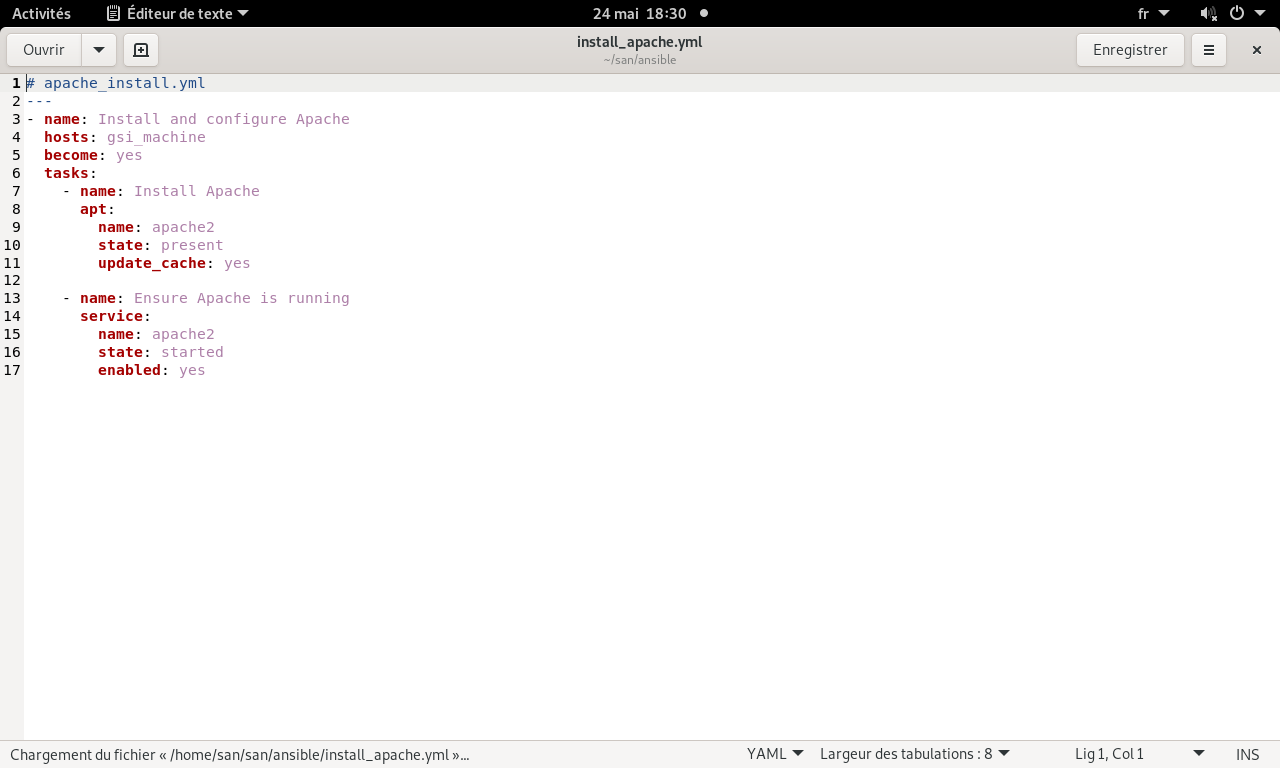 Activités Éditeur de texte 24 mai 18:30 fr
Ouvrir install_apache.yml Enregistrer
~/san/ansible
1 # apache_install.yml
2 ---
3 - name: Install and configure Apache
4   hosts: gsi_machine
5   become: yes
6   tasks:
7     - name: Install Apache
8       apt:
9         name: apache2
10         state: present
11         update_cache: yes
12
13     - name: Ensure Apache is running
14       service:
15         name: apache2
16         state: started
17         enabled: yes
Chargement du fichier « /home/san/san/ansible/install_apache.yml »… YAML Largeur des tabulations : 8 Lig 1, Col 1 INS